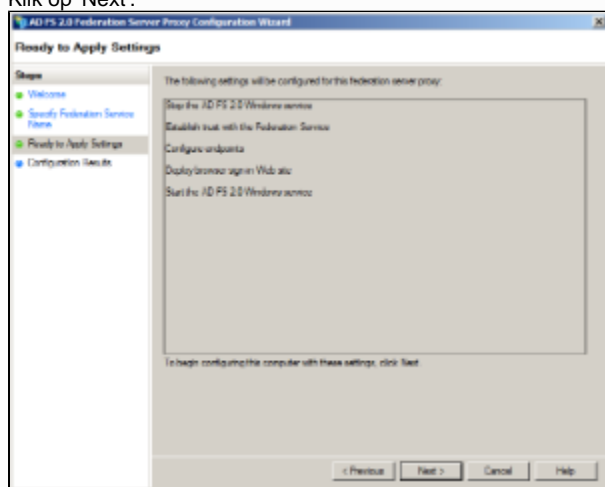 Klik op 'Next'.
AD FS 2.0 Federation Server Proxy Configuration Wizard
Ready to Apply Settings
Steps
Welcome
Specify Federation Service
Name
Ready to Apply Settings
Configuration Results
The following settings will be configured for this federation server proxy:
Stop the AD FS 2.0 Windows service
Establish trust with the Federation Service
Configure endpoints
Deploy browser sign-in Web site
Start the AD FS 2.0 Windows service
To begin configuring this computer with these settings, click Next.
< Previous
Next >
Cancel
Help